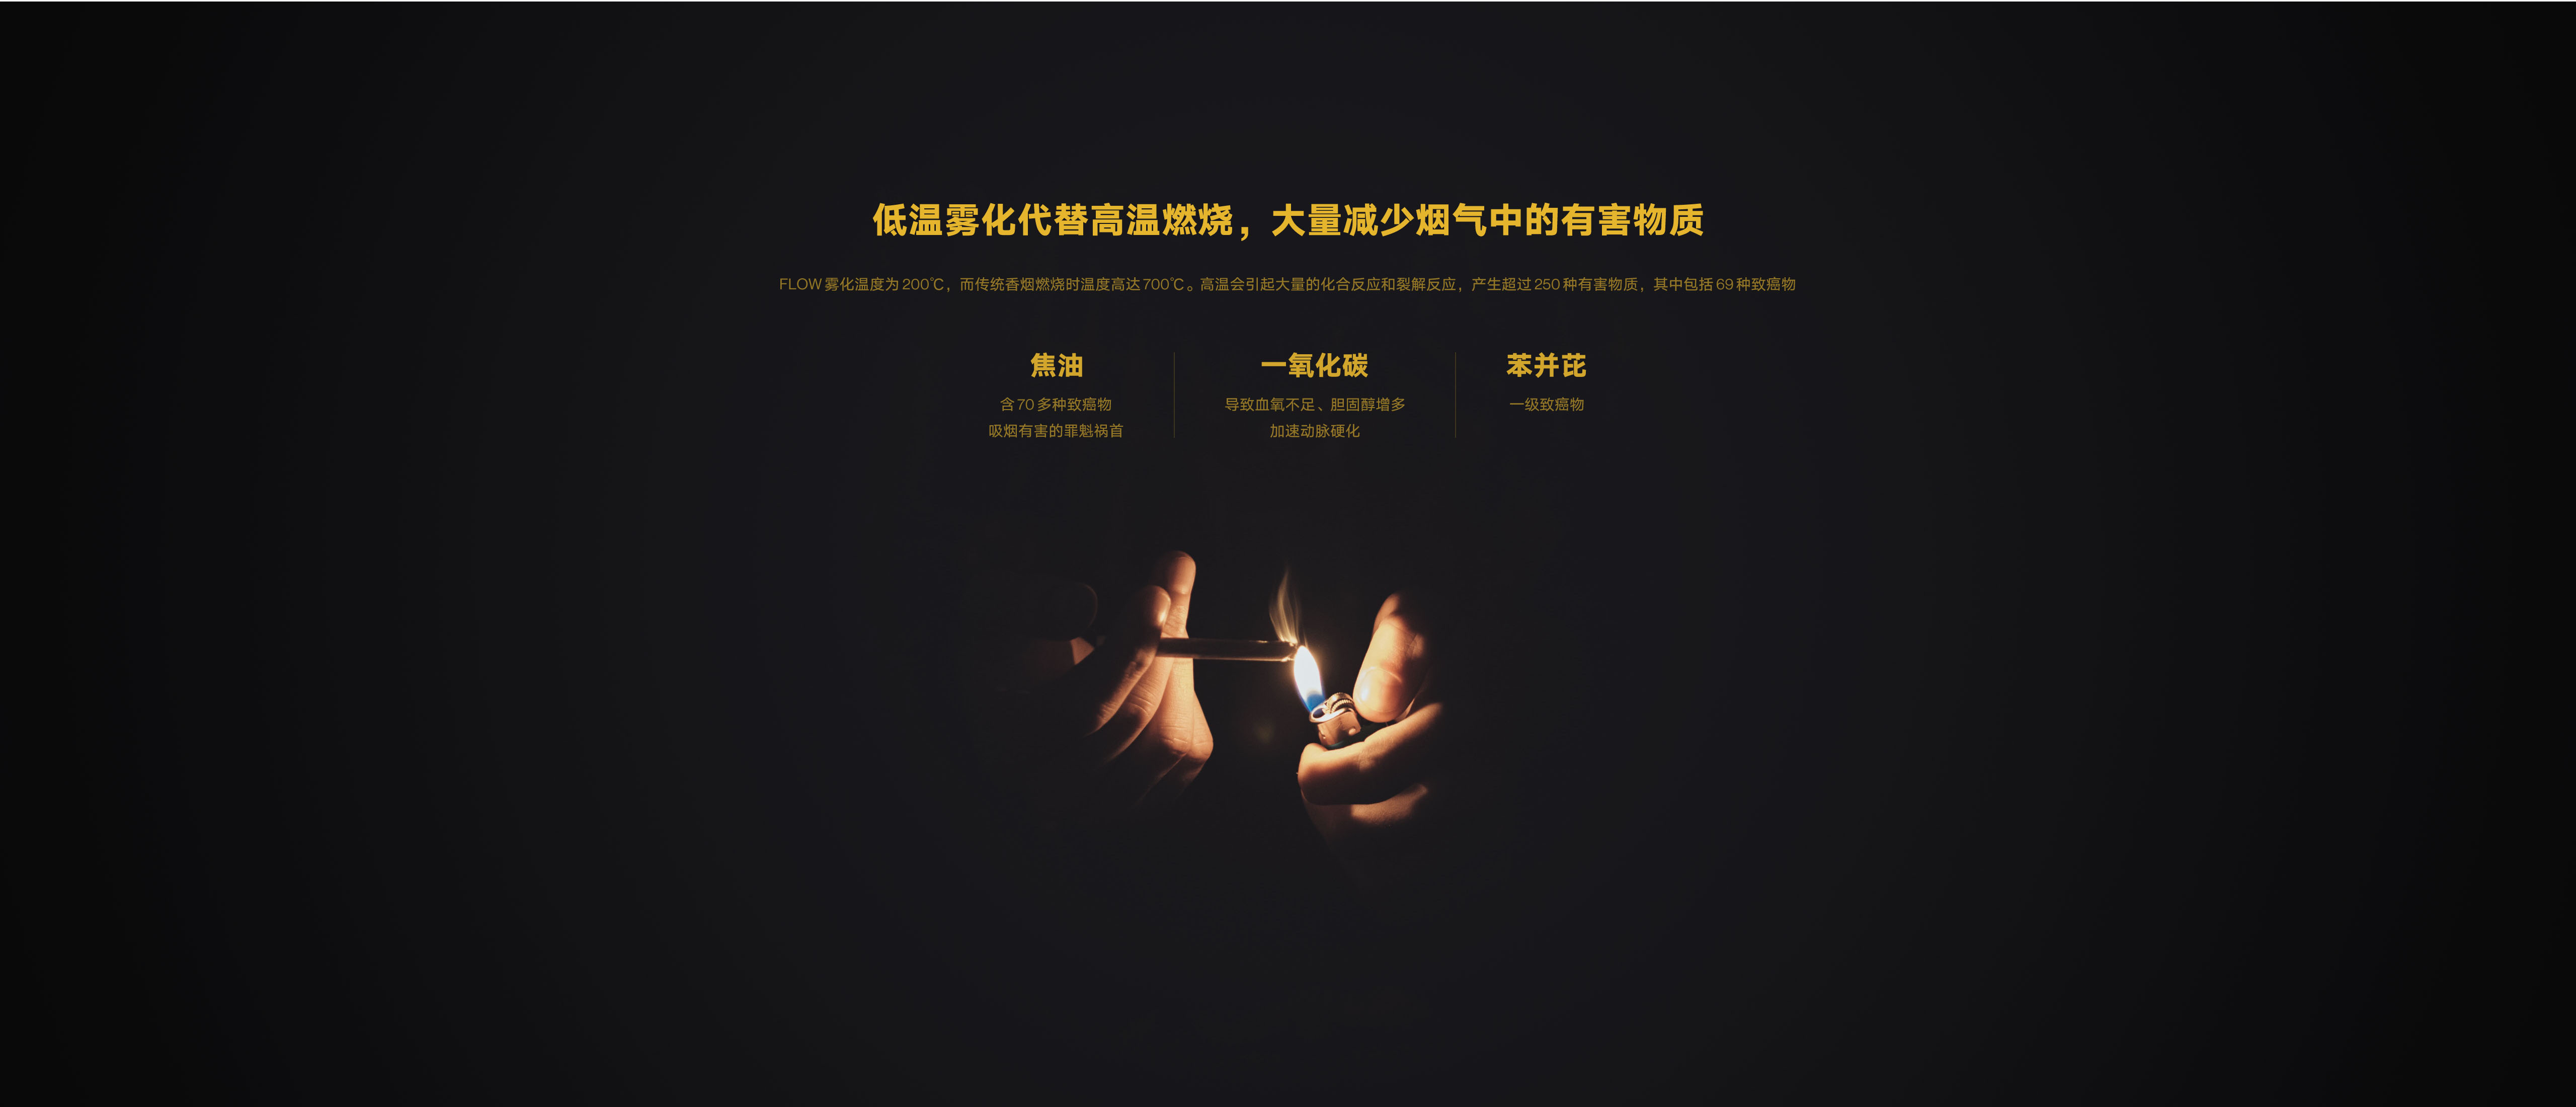 低温雾化代替高温燃烧，大量减少烟气中的有害物质
FLOW 雾化温度为 200℃，而传统香烟燃烧时温度高达 700℃。高温会引起大量的化合反应和裂解反应，产生超过 250 种有害物质，其中包括 69 种致癌物
焦油
含 70 多种致癌物
吸烟有害的罪魁祸首
一氧化碳
导致血氧不足、胆固醇增多
加速动脉硬化
苯并芘
一级致癌物